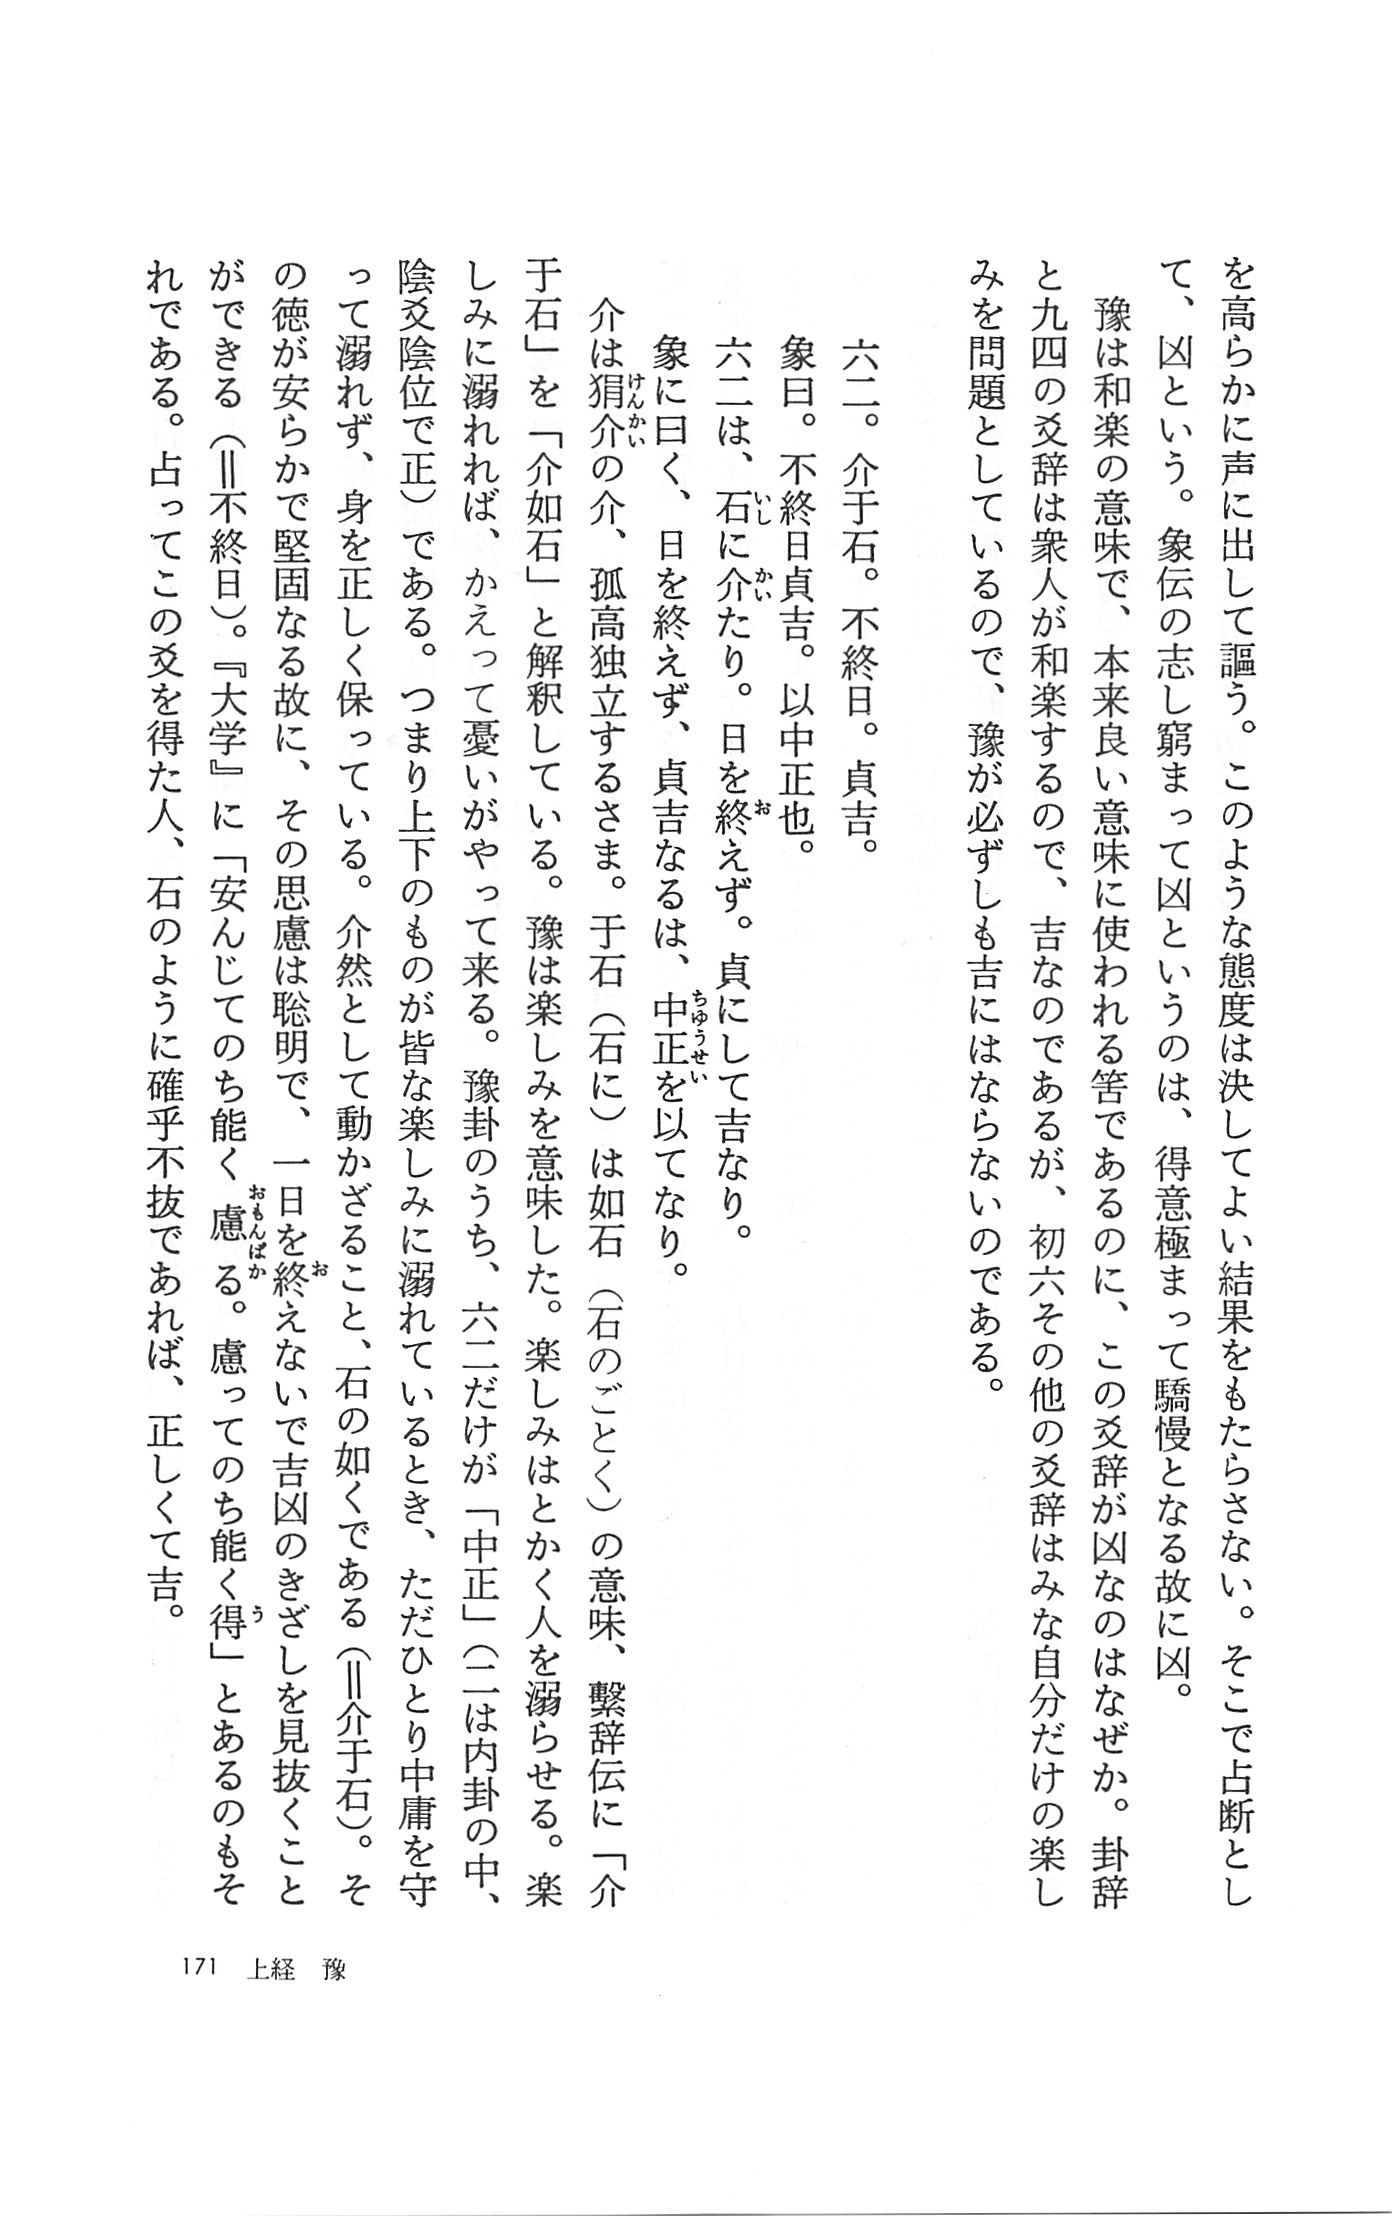 を高らかに声に出して謳う。このような態度は決してよい結果をもたらさない。そこで占断とし
て、凶という。象伝の志し窮まって凶というのは、得意極まって驕慢となる故に凶。
豫は和楽の意味で、本来良い意味に使われる筈であるのに、この爻辞が凶なのはなぜか。卦辞
と九四の爻辞は衆人が和楽するので、吉なのであるが、初六その他の爻辞はみな自分だけの楽し
みを問題としているので、豫が必ずしも吉にはならないのである。
六二。介于石。不終日。貞吉。
象曰。不終日貞吉。以中正也。
六二は、石に介たり。日を終えず。貞にして吉なり。
象に曰く、日を終えず、貞吉なるは、中正を以てなり。
介は狷介の介、孤高独立するさま。于石（石に）は如石（石のごとく）の意味、繫辞伝に「介
于石」を「介如石」と解釈している。豫は楽しみを意味した。楽しみはとかく人を溺らせる。楽
しみに溺れれば、かえって憂いがやって来る。豫卦のうち、六二だけが「中正」（二は内卦の中、
陰爻陰位で正）である。つまり上下のものが皆な楽しみに溺れているとき、ただひとり中庸を守
って溺れず、身を正しく保っている。介然として動かざること、石の如くである（＝介于石）。そ
の徳が安らかで堅固なる故に、その思慮は聡明で、一日を終えないで吉凶のきざしを見抜くこと
ができる（＝不終日）。『大学』に「安んじてのち能く慮る。慮ってのち能く得」とあるのもそ
れである。占ってこの爻を得た人、石のように確乎不抜であれば、正しくて吉。
171 上経 豫